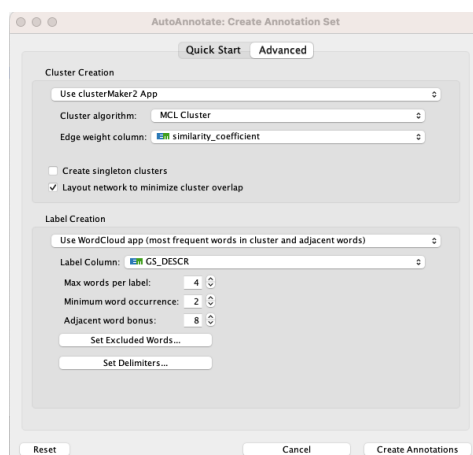 AutoAnnotate: Create Annotation Set
Quick Start Advanced
Cluster Creation
Use clusterMaker2 App
Cluster algorithm: MCL Cluster
Edge weight column: EM similarity_coefficient
Create singleton clusters
Layout network to minimize cluster overlap
Label Creation
Use WordCloud app (most frequent words in cluster and adjacent words)
Label Column: EM GS_DESCR
Max words per label: 4
Minimum word occurrence: 2
Adjacent word bonus: 8
Set Excluded Words...
Set Delimiters...
Reset Cancel Create Annotations